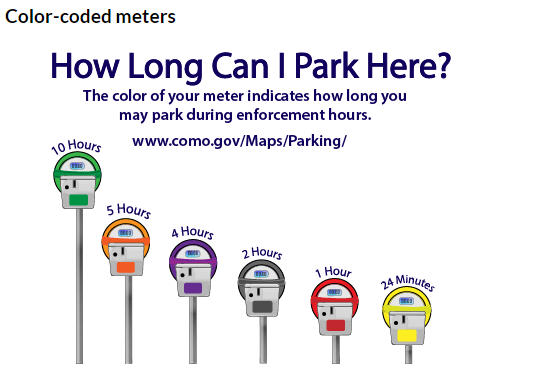 Color-coded meters
How Long Can I Park Here?
The color of your meter indicates how long you
may park during enforcement hours.
www.como.gov/Maps/Parking/
10 Hours
5 Hours
4 Hours
2 Hours
1 Hour
24 Minutes